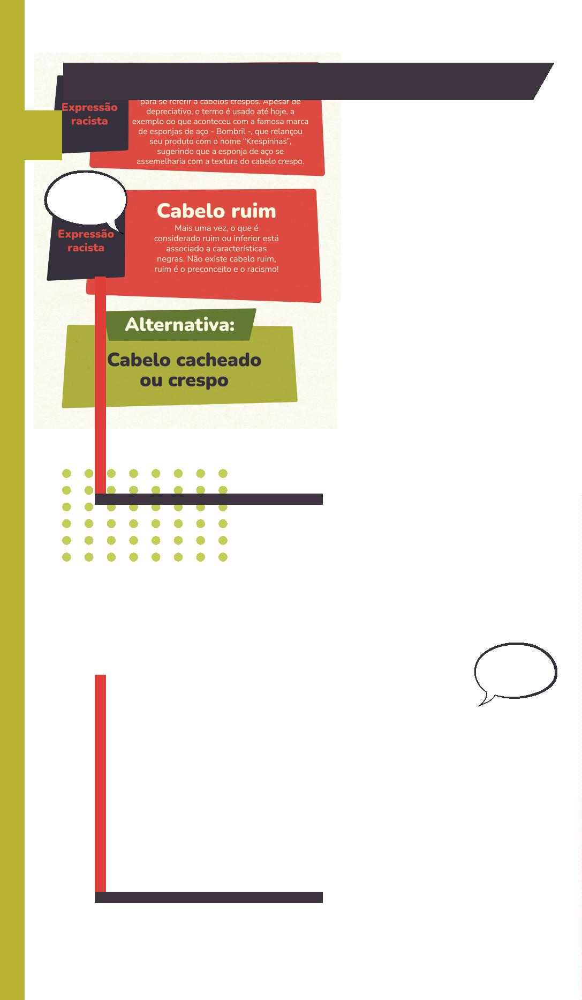 Expressão
racista
para se referir a cabelos crespos. Apesar de
depreciativo, o termo é usado até hoje, a
exemplo do que aconteceu com a famosa marca
de esponjas de aço - Bombril -, que relançou
seu produto com o nome “Krespinhas”,
sugerindo que a esponja de aço se
assemelharia com a textura do cabelo crespo.
Expressão
racista
Cabelo ruim
Mais uma vez, o que é
considerado ruim ou inferior está
associado a características
negras. Não existe cabelo ruim,
ruim é o preconceito e o racismo!
Alternativa:
Cabelo cacheado
ou crespo